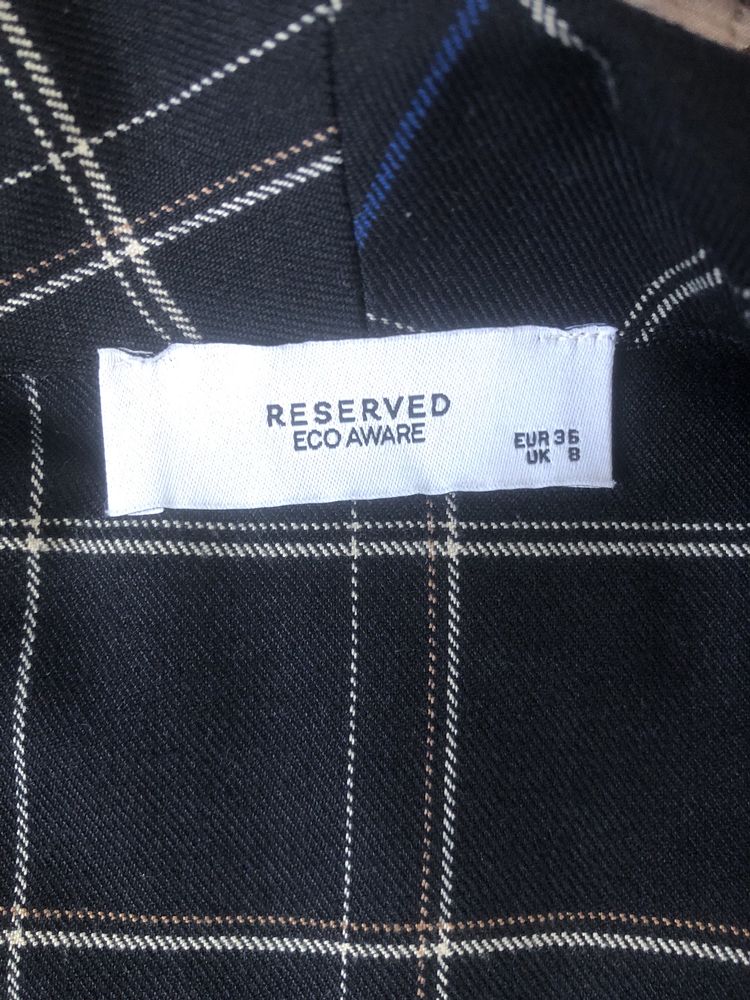 RESERVED
ECO AWARE
EUR 36
UK 8